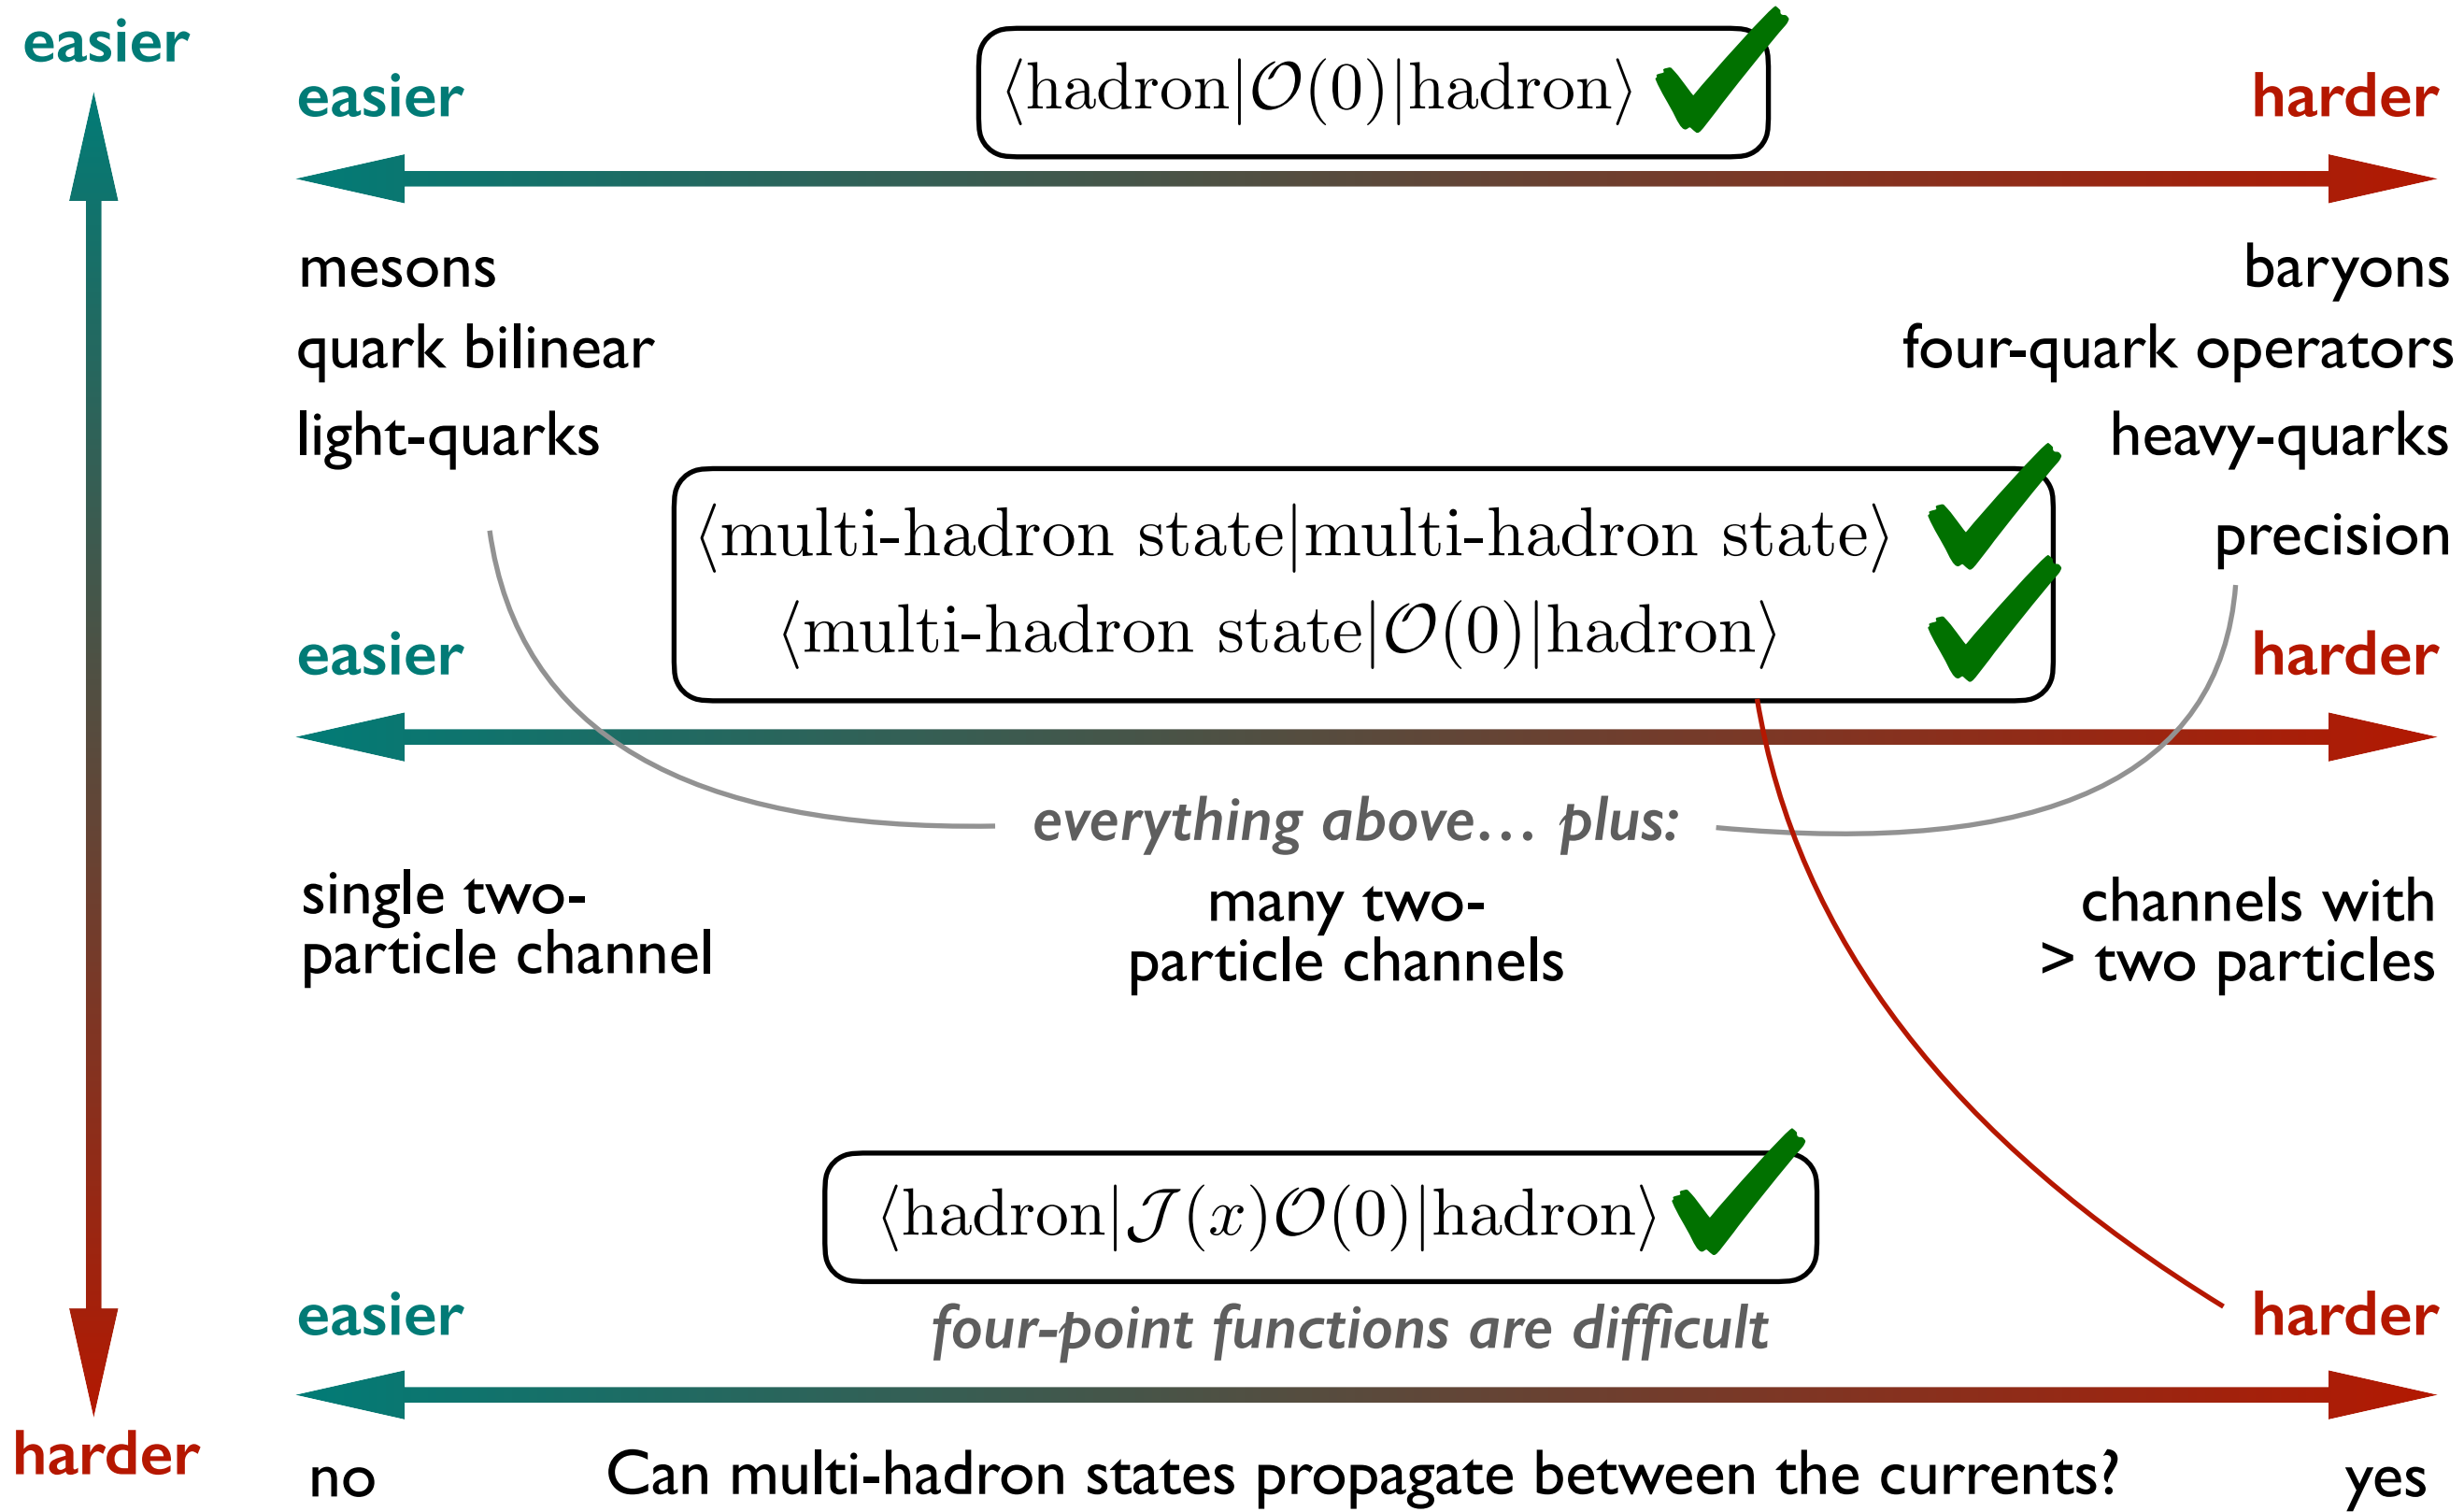 easier
easier
⟨hadron|𝒪(0)|hadron⟩
harder
mesons
baryons
quark bilinear
four-quark operators
light-quarks
heavy-quarks
⟨multi-hadron state|multi-hadron state⟩
precision
⟨multi-hadron state|𝒪(0)|hadron⟩
easier
harder
everything above... plus:
single two-
particle channel
many two-
particle channels
channels with
> two particles
⟨hadron|𝒥(x)𝒪(0)|hadron⟩
easier
four-point functions are difficult
harder
harder
no
Can multi-hadron states propagate between the currents?
yes